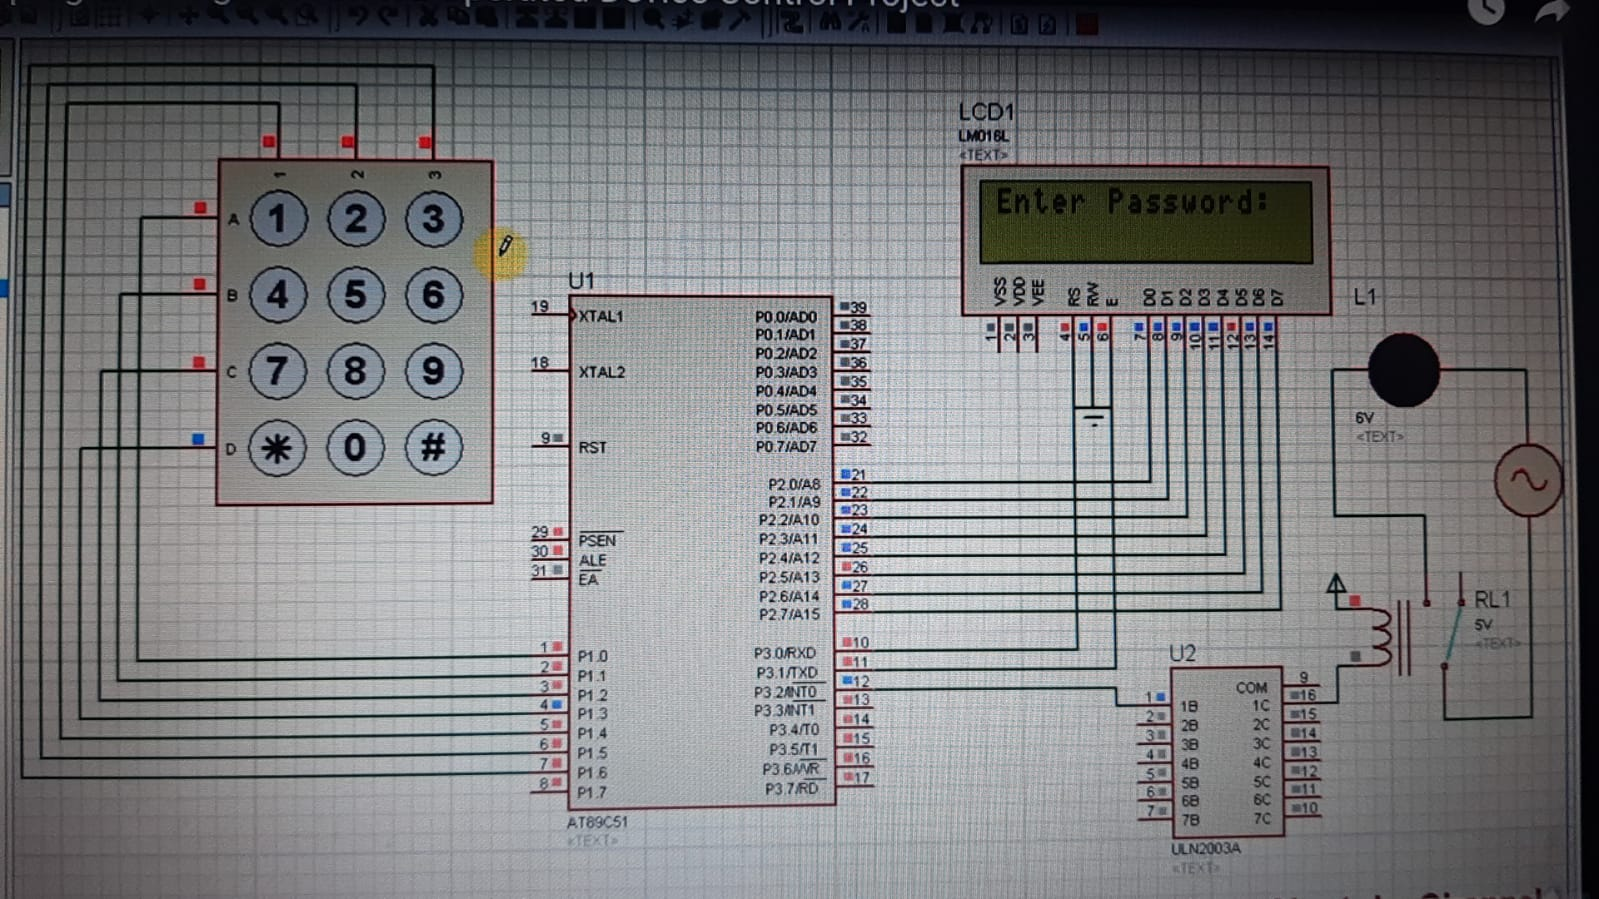 Device Control Project
LCD1
LM016L
<TEXT>
Enter Password:
VSS VDD VEE RS RW E D0 D1 D2 D3 D4 D5 D6 D7
1 2 3 4 5 6 7 8 9 10 11 12 13 14
1 2 3
A 1 2 3
B 4 5 6
C 7 8 9
D * 0 #
U1
19 XTAL1 P0.0/AD0 39
P0.1/AD1 38
P0.2/AD2 37
18 XTAL2 P0.3/AD3 36
P0.4/AD4 35
P0.5/AD5 34
P0.6/AD6 33
9 RST P0.7/AD7 32
P2.0/A8 21
P2.1/A9 22
P2.2/A10 23
29 PSEN P2.3/A11 24
30 ALE P2.4/A12 25
31 EA P2.5/A13 26
P2.6/A14 27
P2.7/A15 28
1 P1.0 P3.0/RXD 10
2 P1.1 P3.1/TXD 11
3 P1.2 P3.2/INT0 12
4 P1.3 P3.3/INT1 13
5 P1.4 P3.4/T0 14
6 P1.5 P3.5/T1 15
7 P1.6 P3.6/WR 16
8 P1.7 P3.7/RD 17
AT89C51
<TEXT>
L1
6V
<TEXT>
RL1
5V
<TEXT>
U2
COM 9
1 1B 1C 16
2 2B 2C 15
3 3B 3C 14
4 4B 4C 13
5 5B 5C 12
6 6B 6C 11
7 7B 7C 10
ULN2003A
<TEXT>